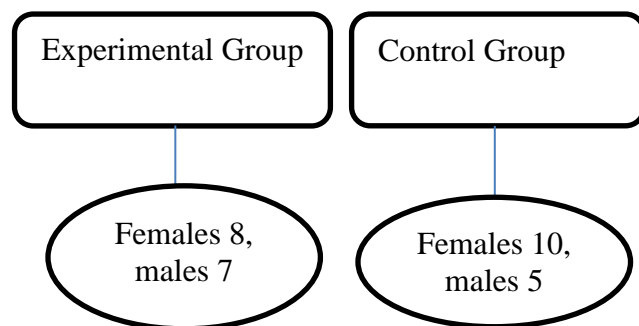 Experimental Group
Control Group
Females 8,
males 7
Females 10,
males 5